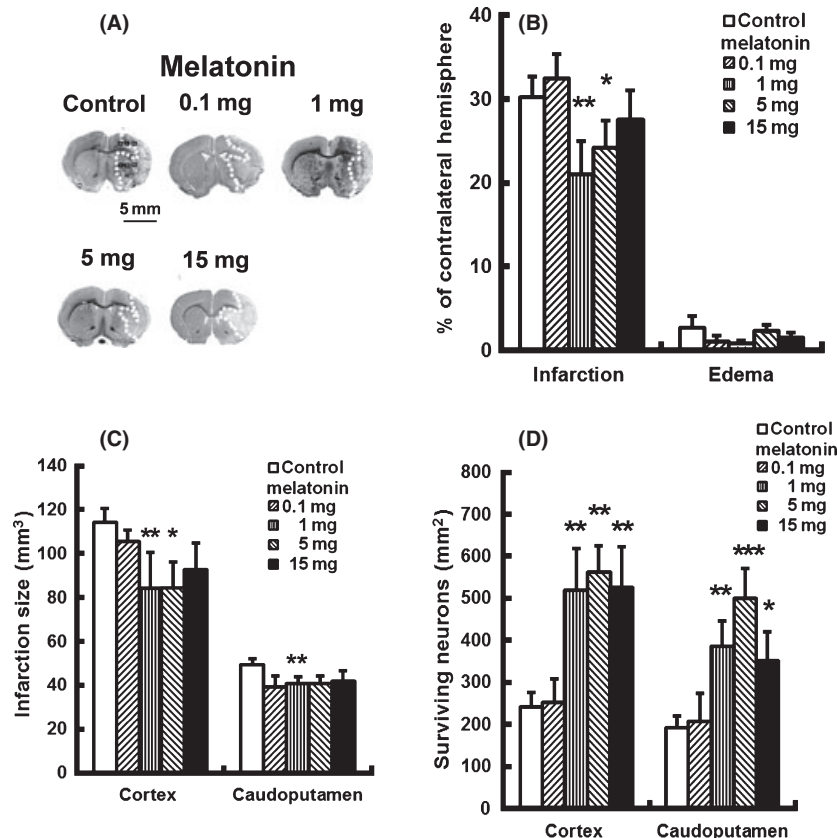 (A)
Melatonin
Control 0.1 mg 1 mg
5 mm
5 mg 15 mg
(B)
% of contralateral hemisphere
40
30
20
10
0
** *
Infarction Edema
Control
melatonin
0.1 mg
1 mg
5 mg
15 mg
(C)
Infarction size (mm³)
140
120
100
80
60
40
20
0
** *
**
Cortex Caudoputamen
Control
melatonin
0.1 mg
1 mg
5 mg
15 mg
(D)
Surviving neurons (mm²)
800
700
600
500
400
300
200
100
0
** ** **
** *** *
Cortex Caudoputamen
Control
melatonin
0.1 mg
1 mg
5 mg
15 mg